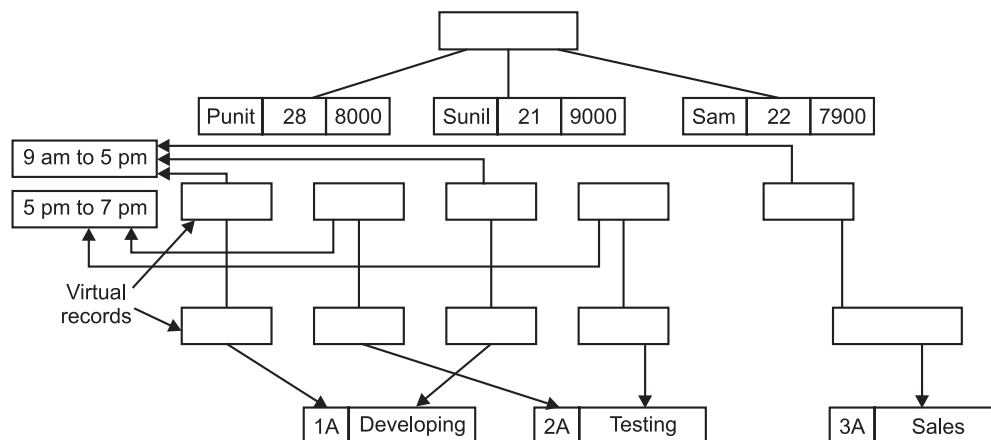 Punit 28 8000 Sunil 21 9000 Sam 22 7900
9 am to 5 pm
5 pm to 7 pm
Virtual
records
1A Developing 2A Testing 3A Sales